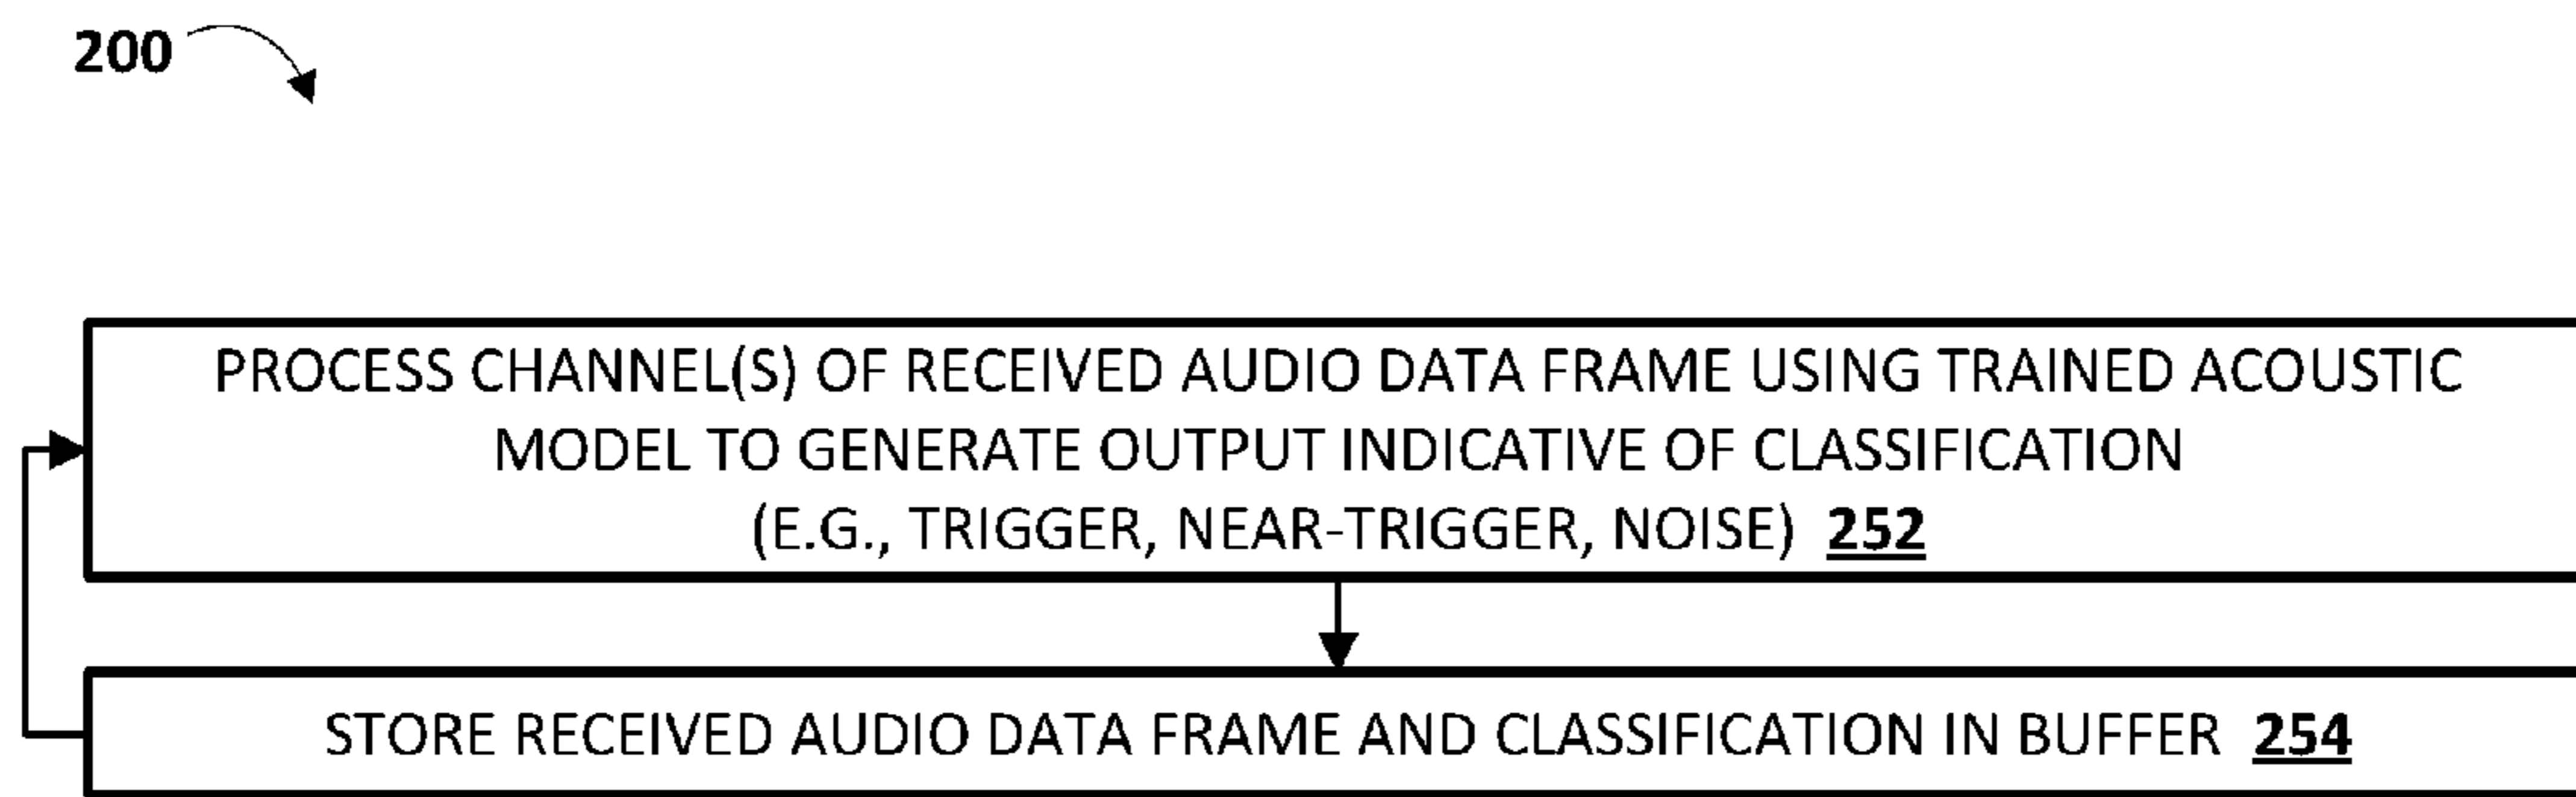 200
PROCESS CHANNEL(S) OF RECEIVED AUDIO DATA FRAME USING TRAINED ACOUSTIC
MODEL TO GENERATE OUTPUT INDICATIVE OF CLASSIFICATION
(E.G., TRIGGER, NEAR-TRIGGER, NOISE) 252
STORE RECEIVED AUDIO DATA FRAME AND CLASSIFICATION IN BUFFER 254